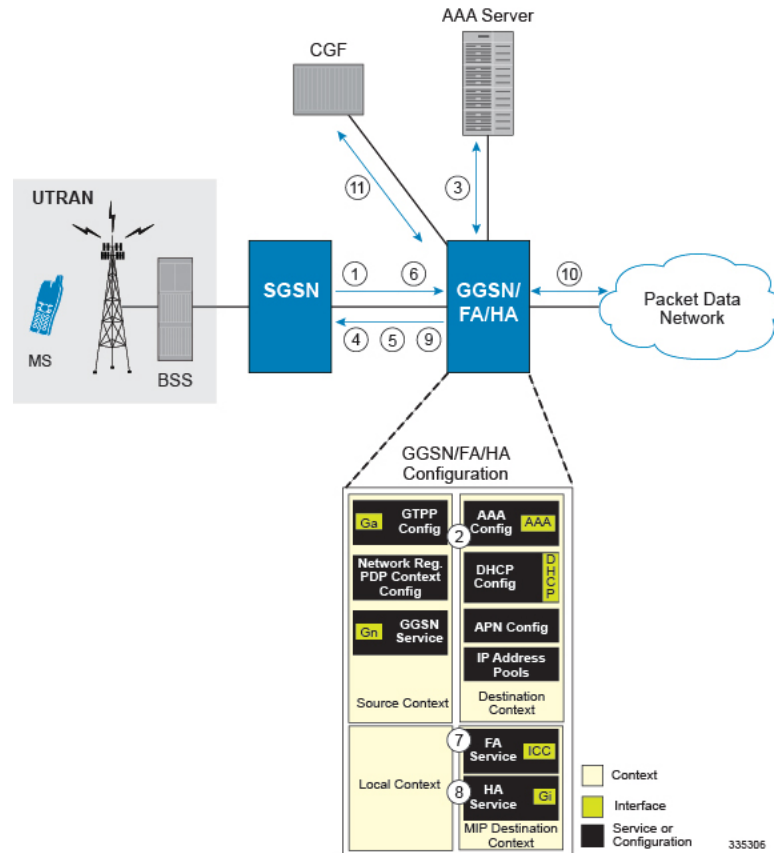 AAA Server
CGF
11
3
UTRAN
MS
BSS
SGSN
1
6
4
5
9
GGSN/
FA/HA
10
Packet Data
Network
GGSN/FA/HA
Configuration
Ga
GTPP
Config
2
AAA
Config
AAA
Network Reg.
PDP Context
Config
DHCP
Config
DHCP
Gn
GGSN
Service
APN Config
IP Address
Pools
Source Context
Destination
Context
Local Context
7
FA
Service
ICC
8
HA
Service
Gi
MIP Destination
Context
Context
Interface
Service or
Configuration
335306